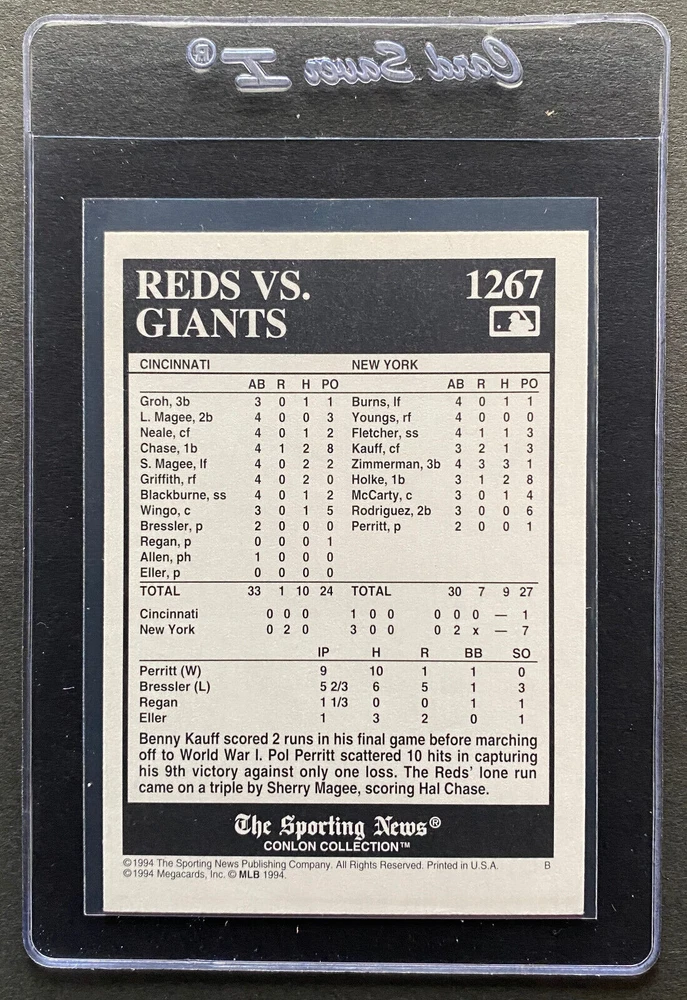 Card Saver I®
REDS VS. 1267
GIANTS
CINCINNATI NEW YORK
AB R H PO AB R H PO
Groh, 3b 3 0 1 1 Burns, lf 4 0 1 1
L. Magee, 2b 4 0 0 3 Youngs, rf 4 0 0 0
Neale, cf 4 0 1 2 Fletcher, ss 4 1 1 3
Chase, 1b 4 1 2 8 Kauff, cf 3 2 1 3
S. Magee, lf 4 0 2 2 Zimmerman, 3b 4 3 3 1
Griffith, rf 4 0 2 0 Holke, 1b 3 1 2 8
Blackburne, ss 4 0 1 2 McCarty, c 3 0 1 4
Wingo, c 3 0 1 5 Rodriguez, 2b 3 0 0 6
Bressler, p 2 0 0 0 Perritt, p 2 0 0 1
Regan, p 0 0 0 1
Allen, ph 1 0 0 0
Eller, p 0 0 0 0
TOTAL 33 1 10 24 TOTAL 30 7 9 27
Cincinnati 0 0 0 1 0 0 0 0 0 — 1
New York 0 2 0 3 0 0 0 2 x — 7
IP H R BB SO
Perritt (W) 9 10 1 1 0
Bressler (L) 5 2/3 6 5 1 3
Regan 1 1/3 0 0 1 1
Eller 1 3 2 0 1
Benny Kauff scored 2 runs in his final game before marching
off to World War I. Pol Perritt scattered 10 hits in capturing
his 9th victory against only one loss. The Reds' lone run
came on a triple by Sherry Magee, scoring Hal Chase.
The Sporting News®
CONLON COLLECTION™
©1994 The Sporting News Publishing Company. All Rights Reserved. Printed in U.S.A. B
©1994 Megacards, Inc. © MLB 1994.